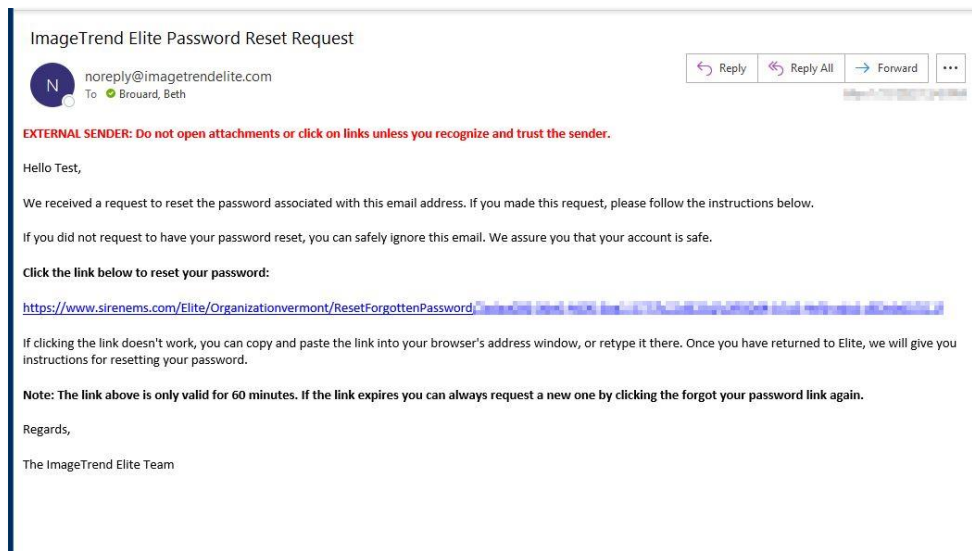 ImageTrend Elite Password Reset Request
N
noreply@imagetrendelite.com
To Brouard, Beth
Reply
Reply All
Forward
EXTERNAL SENDER: Do not open attachments or click on links unless you recognize and trust the sender.
Hello Test,
We received a request to reset the password associated with this email address. If you made this request, please follow the instructions below.
If you did not request to have your password reset, you can safely ignore this email. We assure you that your account is safe.
Click the link below to reset your password:
https://www.sirenems.com/Elite/Organizationvermont/ResetForgottenPassword
If clicking the link doesn't work, you can copy and paste the link into your browser's address window, or retype it there. Once you have returned to Elite, we will give you
instructions for resetting your password.
Note: The link above is only valid for 60 minutes. If the link expires you can always request a new one by clicking the forgot your password link again.
Regards,
The ImageTrend Elite Team